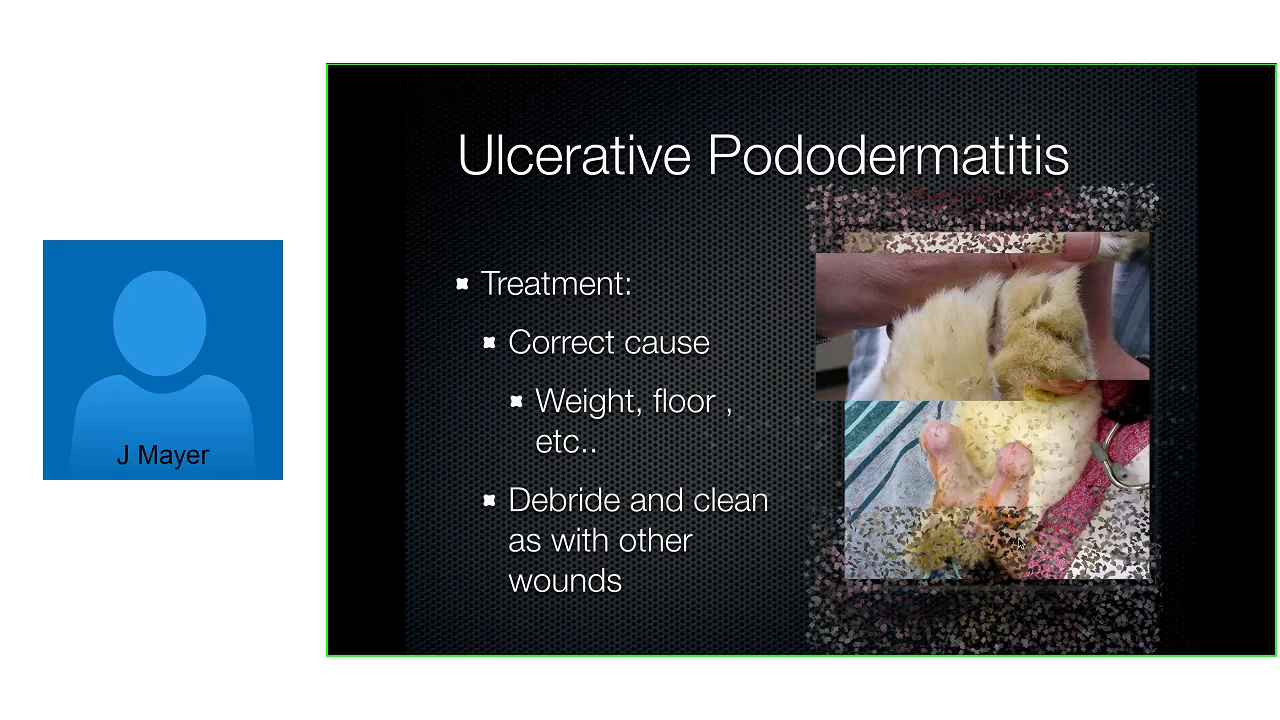 Ulcerative Pododermatitis
Treatment:
Correct cause
Weight, floor ,
etc..
Debride and clean
as with other
wounds
J Mayer